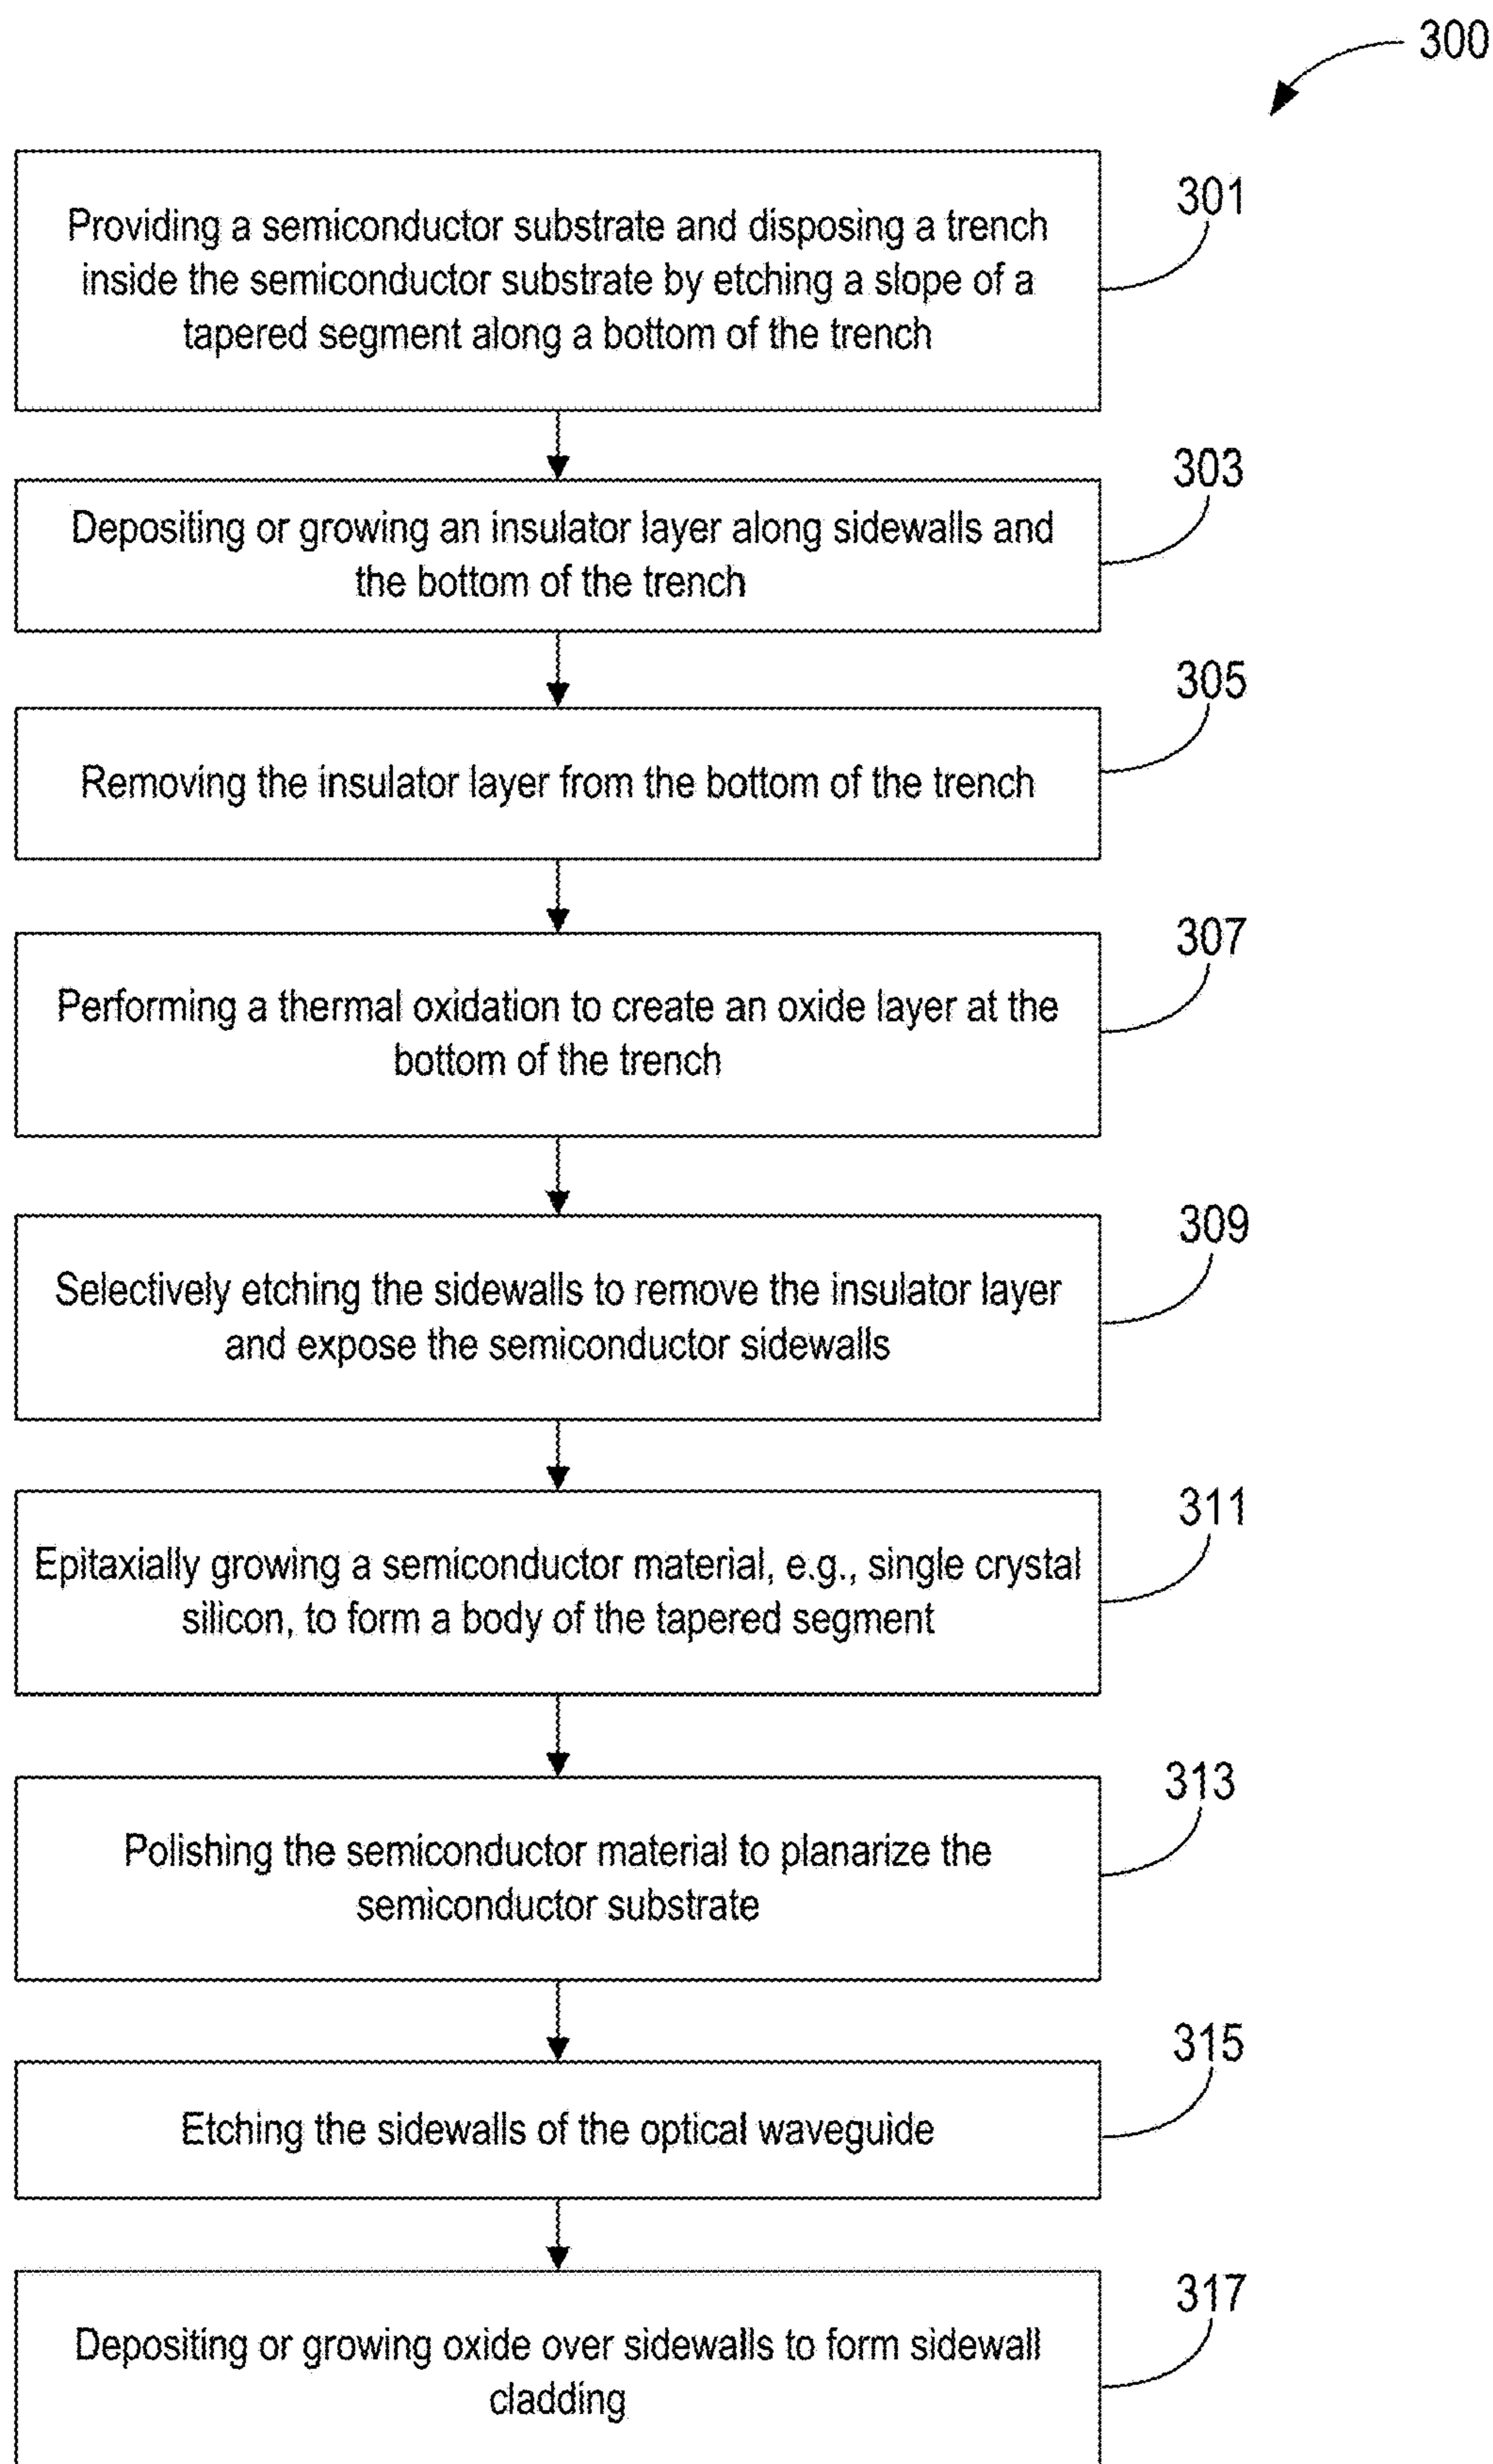 300
301
Providing a semiconductor substrate and disposing a trench
inside the semiconductor substrate by etching a slope of a
tapered segment along a bottom of the trench
303
Depositing or growing an insulator layer along sidewalls and
the bottom of the trench
305
Removing the insulator layer from the bottom of the trench
307
Performing a thermal oxidation to create an oxide layer at the
bottom of the trench
309
Selectively etching the sidewalls to remove the insulator layer
and expose the semiconductor sidewalls
311
Epitaxially growing a semiconductor material, e.g., single crystal
silicon, to form a body of the tapered segment
313
Polishing the semiconductor material to planarize the
semiconductor substrate
315
Etching the sidewalls of the optical waveguide
317
Depositing or growing oxide over sidewalls to form sidewall
cladding